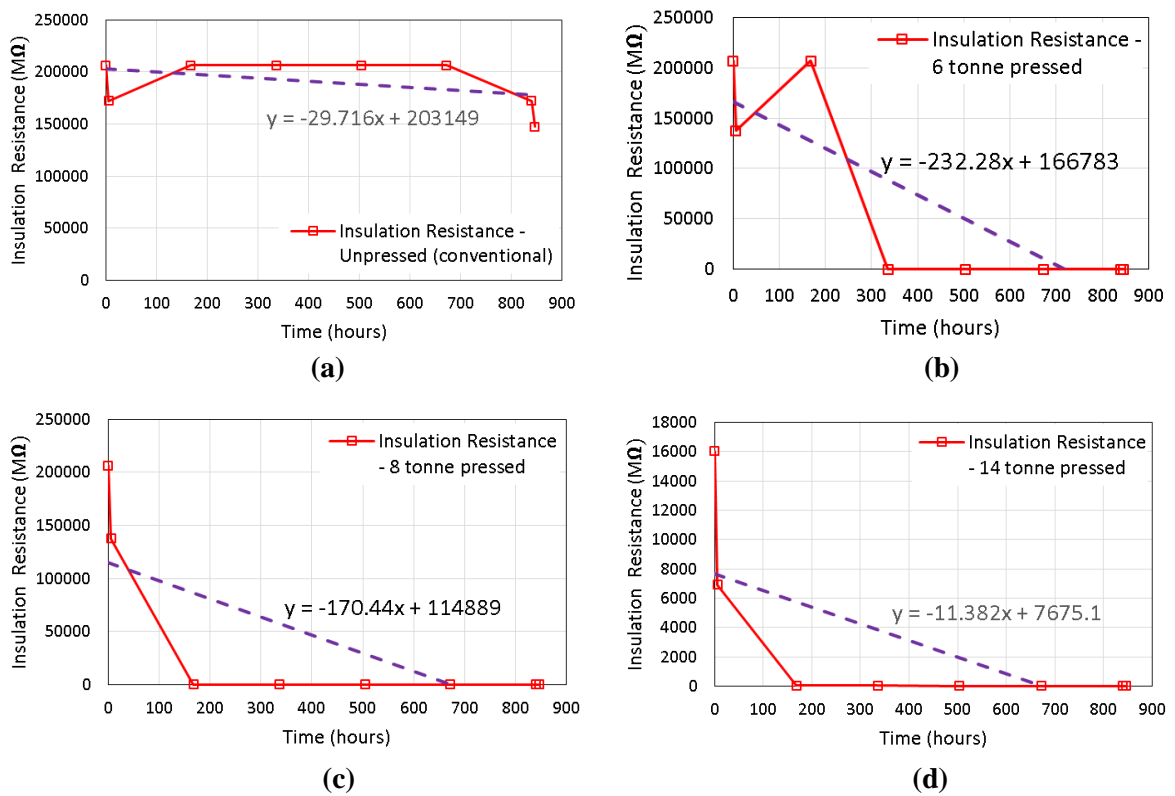 250000
200000
150000
100000
50000
0
Insulation Resistance (MΩ)
y = -29.716x + 203149
Insulation Resistance -
Unpressed (conventional)
0 100 200 300 400 500 600 700 800 900
Time (hours)
(a)
250000
200000
150000
100000
50000
0
Insulation Resistance (MΩ)
Insulation Resistance -
6 tonne pressed
y = -232.28x + 166783
0 100 200 300 400 500 600 700 800 900
Time (hours)
(b)
250000
200000
150000
100000
50000
0
Insulation Resistance (MΩ)
Insulation Resistance
- 8 tonne pressed
y = -170.44x + 114889
0 100 200 300 400 500 600 700 800 900
Time (hours)
(c)
18000
16000
14000
12000
10000
8000
6000
4000
2000
0
Insulation Resistance (MΩ)
Insulation Resistance
- 14 tonne pressed
y = -11.382x + 7675.1
0 100 200 300 400 500 600 700 800 900
Time (hours)
(d)